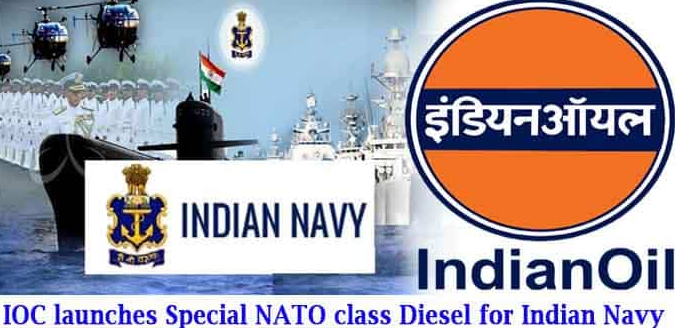 इंडियनऑयल
INDIAN NAVY
IndianOil
IOC launches Special NATO class Diesel for Indian Navy